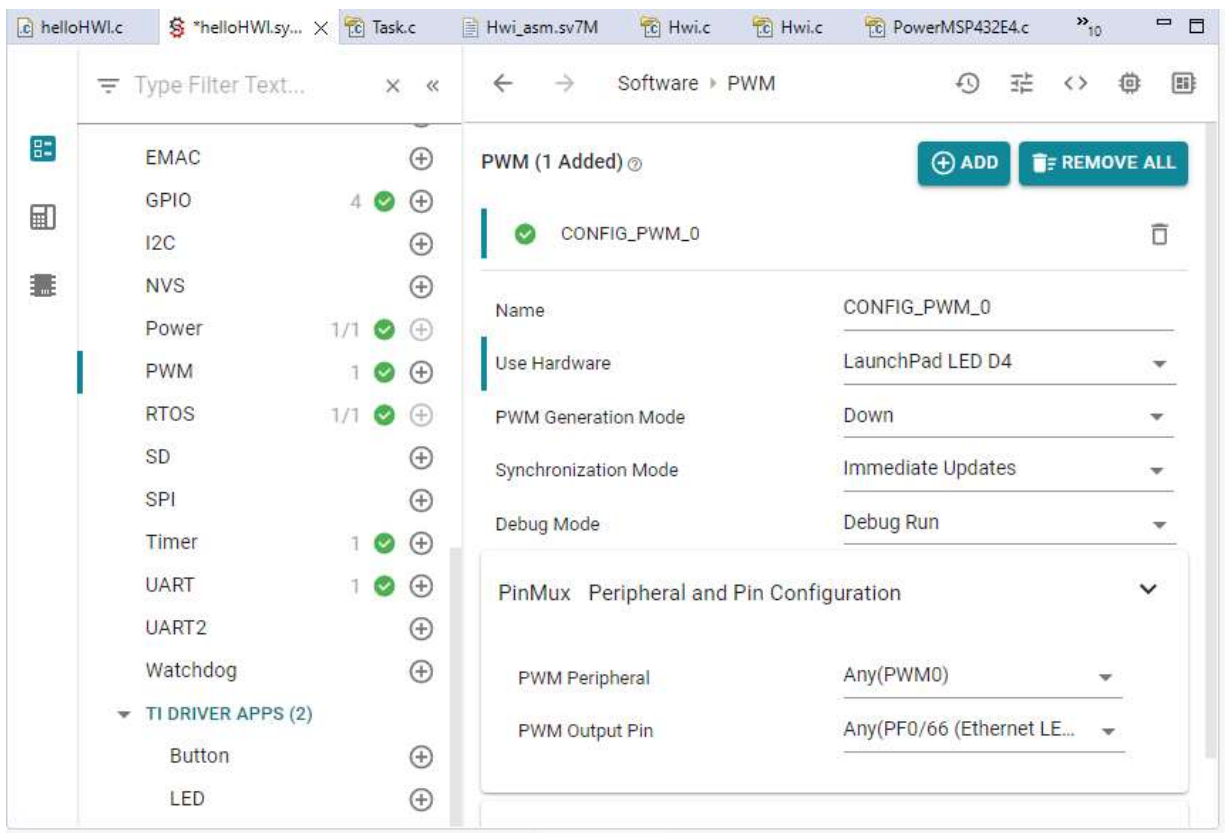 helloHWI.c *helloHWI.sy... Task.c Hwi_asm.sv7M Hwi.c Hwi.c PowerMSP432E4.c »10
Type Filter Text... Software PWM
EMAC
GPIO 4
I2C
NVS
Power 1/1
PWM 1
RTOS 1/1
SD
SPI
Timer 1
UART 1
UART2
Watchdog
TI DRIVER APPS (2)
Button
LED
PWM (1 Added) ADD REMOVE ALL
CONFIG_PWM_0
Name CONFIG_PWM_0
Use Hardware LaunchPad LED D4
PWM Generation Mode Down
Synchronization Mode Immediate Updates
Debug Mode Debug Run
PinMux Peripheral and Pin Configuration
PWM Peripheral Any(PWM0)
PWM Output Pin Any(PF0/66 (Ethernet LE...